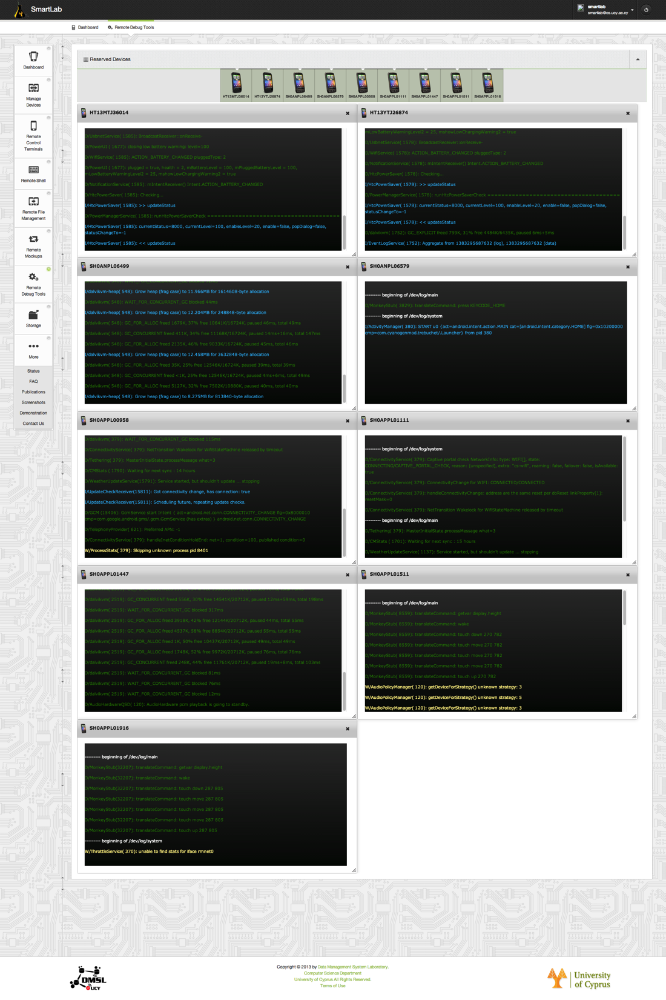 SmartLab
smartlab
smartlab@cs.ucy.ac.cy
Dashboard
Remote Debug Tools
Dashboard
Manage
Devices
Remote
Control
Terminals
Remote Shell
Remote File
Management
Remote
Mockups
Remote
Debug Tools
Storage
More
Status
FAQ
Publications
Screenshots
Demonstration
Contact Us
Reserved Devices
HT13MTJ36014
HT13YTJ26874
SH0ANPL06499
SH0ANPL06579
SH0APPL00958
SH0APPL01111
SH0APPL01447
SH0APPL01511
SH0APPL01916
HT13MTJ36014
D/UsbnetService( 1585): BroadcastReceiver::onReceive-
D/PowerUI ( 1677): closing low battery warning: level=100
D/WifiService( 1585): ACTION_BATTERY_CHANGED pluggedType: 2
D/PowerUI ( 1677): plugged = true, health = 2, mBatteryLevel = 100, mPluggedBatteryLevel = 100,
mLowBatteryWarningLevel2 = 25, mshowLowChargingWarning2 = true
D/NotificationService( 1585): mIntentReceiver() Intent.ACTION_BATTERY_CHANGED
D/HtcPowerSaver( 1585): Checking...
I/HtcPowerSaver( 1585): >> updateStatus
D/PowerManagerService( 1585): runHtcPowerSaverCheck =====================================
I/HtcPowerSaver( 1585): currentStatus=8000, currentLevel=100, enableLevel=20, enable=false, popDialog=false,
statusChangeTo=-1
I/HtcPowerSaver( 1585): << updateStatus
HT13YTJ26874
mLowBatteryWarningLevel2 = 25, mshowLowChargingWarning2 = true
D/UsbnetService( 1578): BroadcastReceiver::onReceive-
D/WifiService( 1578): ACTION_BATTERY_CHANGED pluggedType: 2
D/NotificationService( 1578): mIntentReceiver() Intent.ACTION_BATTERY_CHANGED
D/HtcPowerSaver( 1578): Checking...
I/HtcPowerSaver( 1578): >> updateStatus
D/PowerManagerService( 1578): runHtcPowerSaverCheck =====================================
I/HtcPowerSaver( 1578): currentStatus=8000, currentLevel=100, enableLevel=20, enable=false, popDialog=false,
statusChangeTo=-1
I/HtcPowerSaver( 1578): << updateStatus
D/dalvikvm( 1752): GC_EXPLICIT freed 799K, 31% free 4484K/6435K, paused 6ms+5ms
I/EventLogService( 1752): Aggregate from 1383295687632 (log), 1383295687632 (data)
SH0ANPL06499
I/dalvikvm-heap( 548): Grow heap (frag case) to 11.966MB for 1614608-byte allocation
D/dalvikvm( 548): WAIT_FOR_CONCURRENT_GC blocked 44ms
I/dalvikvm-heap( 548): Grow heap (frag case) to 12.204MB for 248848-byte allocation
D/dalvikvm( 548): GC_FOR_ALLOC freed 1679K, 37% free 10641K/16724K, paused 46ms, total 49ms
D/dalvikvm( 548): GC_CONCURRENT freed 411K, 34% free 11168K/16724K, paused 14ms+16ms, total 147ms
D/dalvikvm( 548): GC_FOR_ALLOC freed 2135K, 46% free 9033K/16724K, paused 45ms, total 46ms
I/dalvikvm-heap( 548): Grow heap (frag case) to 12.458MB for 3632848-byte allocation
D/dalvikvm( 548): GC_FOR_ALLOC freed 35K, 25% free 12546K/16724K, paused 39ms, total 39ms
D/dalvikvm( 548): GC_CONCURRENT freed <1K, 25% free 12546K/16724K, paused 4ms+6ms, total 49ms
D/dalvikvm( 548): GC_FOR_ALLOC freed 5127K, 32% free 7502K/10880K, paused 40ms, total 40ms
I/dalvikvm-heap( 548): Grow heap (frag case) to 8.275MB for 813840-byte allocation
SH0ANPL06579
--------- beginning of /dev/log/main
D/MonkeyStub( 3829): translateCommand: press KEYCODE_HOME
--------- beginning of /dev/log/system
I/ActivityManager( 380): START u0 {act=android.intent.action.MAIN cat=[android.intent.category.HOME] flg=0x10200000
cmp=com.cyanogenmod.trebuchet/.Launcher} from pid 380
SH0APPL00958
D/dalvikvm( 379): WAIT_FOR_CONCURRENT_GC blocked 115ms
D/ConnectivityService( 379): NetTransition Wakelock for WifiStateMachine released by timeout
D/Tethering( 379): MasterInitialState.processMessage what=3
D/CMStats ( 1790): Waiting for next sync : 14 hours
D/WeatherUpdateService(15791): Service started, but shouldn't update ... stopping
I/UpdateCheckReceiver(15811): Got connectivity change, has connection: true
I/UpdateCheckReceiver(15811): Scheduling future, repeating update checks.
D/GCM (15406): GcmService start Intent { act=android.net.conn.CONNECTIVITY_CHANGE flg=0x8000010
cmp=com.google.android.gms/.gcm.GcmService (has extras) } android.net.conn.CONNECTIVITY_CHANGE
D/TelephonyProvider( 621): Preferred APN: -1
D/ConnectivityService( 379): handleInetConditionHoldEnd: net=1, condition=100, published condition=0
W/ProcessStats( 379): Skipping unknown process pid 8401
SH0APPL01111
--------- beginning of /dev/log/system
D/ConnectivityService( 379): Captive portal check NetworkInfo: type: WIFI[], state:
CONNECTING/CAPTIVE_PORTAL_CHECK, reason: (unspecified), extra: "cs-wifi", roaming: false, failover: false, isAvailable:
true
D/ConnectivityService( 379): ConnectivityChange for WIFI: CONNECTED/CONNECTED
D/ConnectivityService( 379): handleConnectivityChange: address are the same reset per doReset linkProperty[1]:
resetMask=0
D/ConnectivityService( 379): NetTransition Wakelock for WifiStateMachine released by timeout
--------- beginning of /dev/log/main
D/Tethering( 379): MasterInitialState.processMessage what=3
D/CMStats ( 1701): Waiting for next sync : 15 hours
D/WeatherUpdateService( 1137): Service started, but shouldn't update ... stopping
SH0APPL01447
D/dalvikvm( 2519): GC_CONCURRENT freed 556K, 30% free 14541K/20712K, paused 12ms+59ms, total 198ms
D/dalvikvm( 2519): WAIT_FOR_CONCURRENT_GC blocked 317ms
D/dalvikvm( 2519): GC_FOR_ALLOC freed 3918K, 42% free 12144K/20712K, paused 44ms, total 55ms
D/dalvikvm( 2519): GC_FOR_ALLOC freed 4537K, 58% free 8854K/20712K, paused 55ms, total 55ms
D/dalvikvm( 2519): GC_FOR_ALLOC freed 1K, 50% free 10437K/20712K, paused 49ms, total 49ms
D/dalvikvm( 2519): GC_FOR_ALLOC freed 1748K, 52% free 9972K/20712K, paused 76ms, total 76ms
D/dalvikvm( 2519): GC_CONCURRENT freed 248K, 44% free 11761K/20712K, paused 19ms+8ms, total 103ms
D/dalvikvm( 2519): WAIT_FOR_CONCURRENT_GC blocked 81ms
D/dalvikvm( 2519): WAIT_FOR_CONCURRENT_GC blocked 76ms
D/dalvikvm( 2519): WAIT_FOR_CONCURRENT_GC blocked 12ms
D/AudioHardwareQSD( 120): AudioHardware pcm playback is going to standby.
SH0APPL01511
--------- beginning of /dev/log/main
D/MonkeyStub( 8559): translateCommand: getvar display.height
D/MonkeyStub( 8559): translateCommand: wake
D/MonkeyStub( 8559): translateCommand: touch down 270 782
D/MonkeyStub( 8559): translateCommand: touch move 270 782
D/MonkeyStub( 8559): translateCommand: touch move 270 782
D/MonkeyStub( 8559): translateCommand: touch move 270 782
D/MonkeyStub( 8559): translateCommand: touch up 270 782
W/AudioPolicyManager( 120): getDeviceForStrategy() unknown strategy: 3
W/AudioPolicyManager( 120): getDeviceForStrategy() unknown strategy: 5
W/AudioPolicyManager( 120): getDeviceForStrategy() unknown strategy: 3
SH0APPL01916
--------- beginning of /dev/log/main
D/MonkeyStub(32207): translateCommand: getvar display.height
D/MonkeyStub(32207): translateCommand: wake
D/MonkeyStub(32207): translateCommand: touch down 287 805
D/MonkeyStub(32207): translateCommand: touch move 287 805
D/MonkeyStub(32207): translateCommand: touch move 287 805
D/MonkeyStub(32207): translateCommand: touch move 287 805
D/MonkeyStub(32207): translateCommand: touch up 287 805
--------- beginning of /dev/log/system
W/ThrottleService( 370): unable to find stats for iface rmnet0
DMSL
UCY
Copyright © 2013 by Data Management System Laboratory.
Computer Science Department
University of Cyprus All Rights Reserved.
Terms of Use
University
of Cyprus